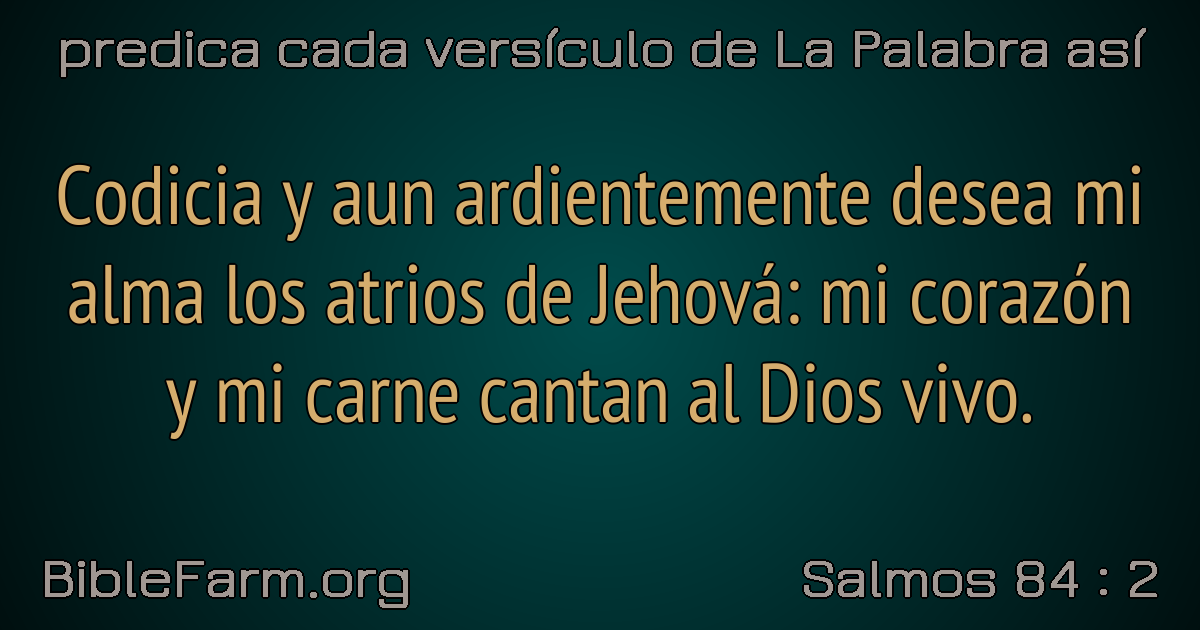 predica cada versículo de La Palabra así
Codicia y aun ardientemente desea mi
alma los atrios de Jehová: mi corazón
y mi carne cantan al Dios vivo.
BibleFarm.org
Salmos 84 : 2